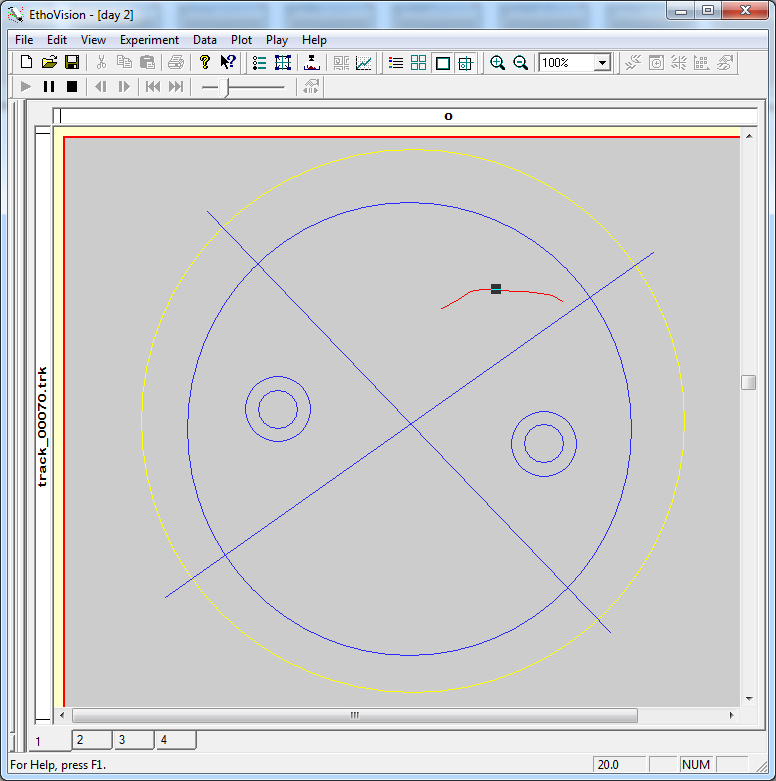 EthoVision - [day 2]
File Edit View Experiment Data Plot Play Help
100%
o
track_00070.trk
1 2 3 4
For Help, press F1.
20.0
NUM